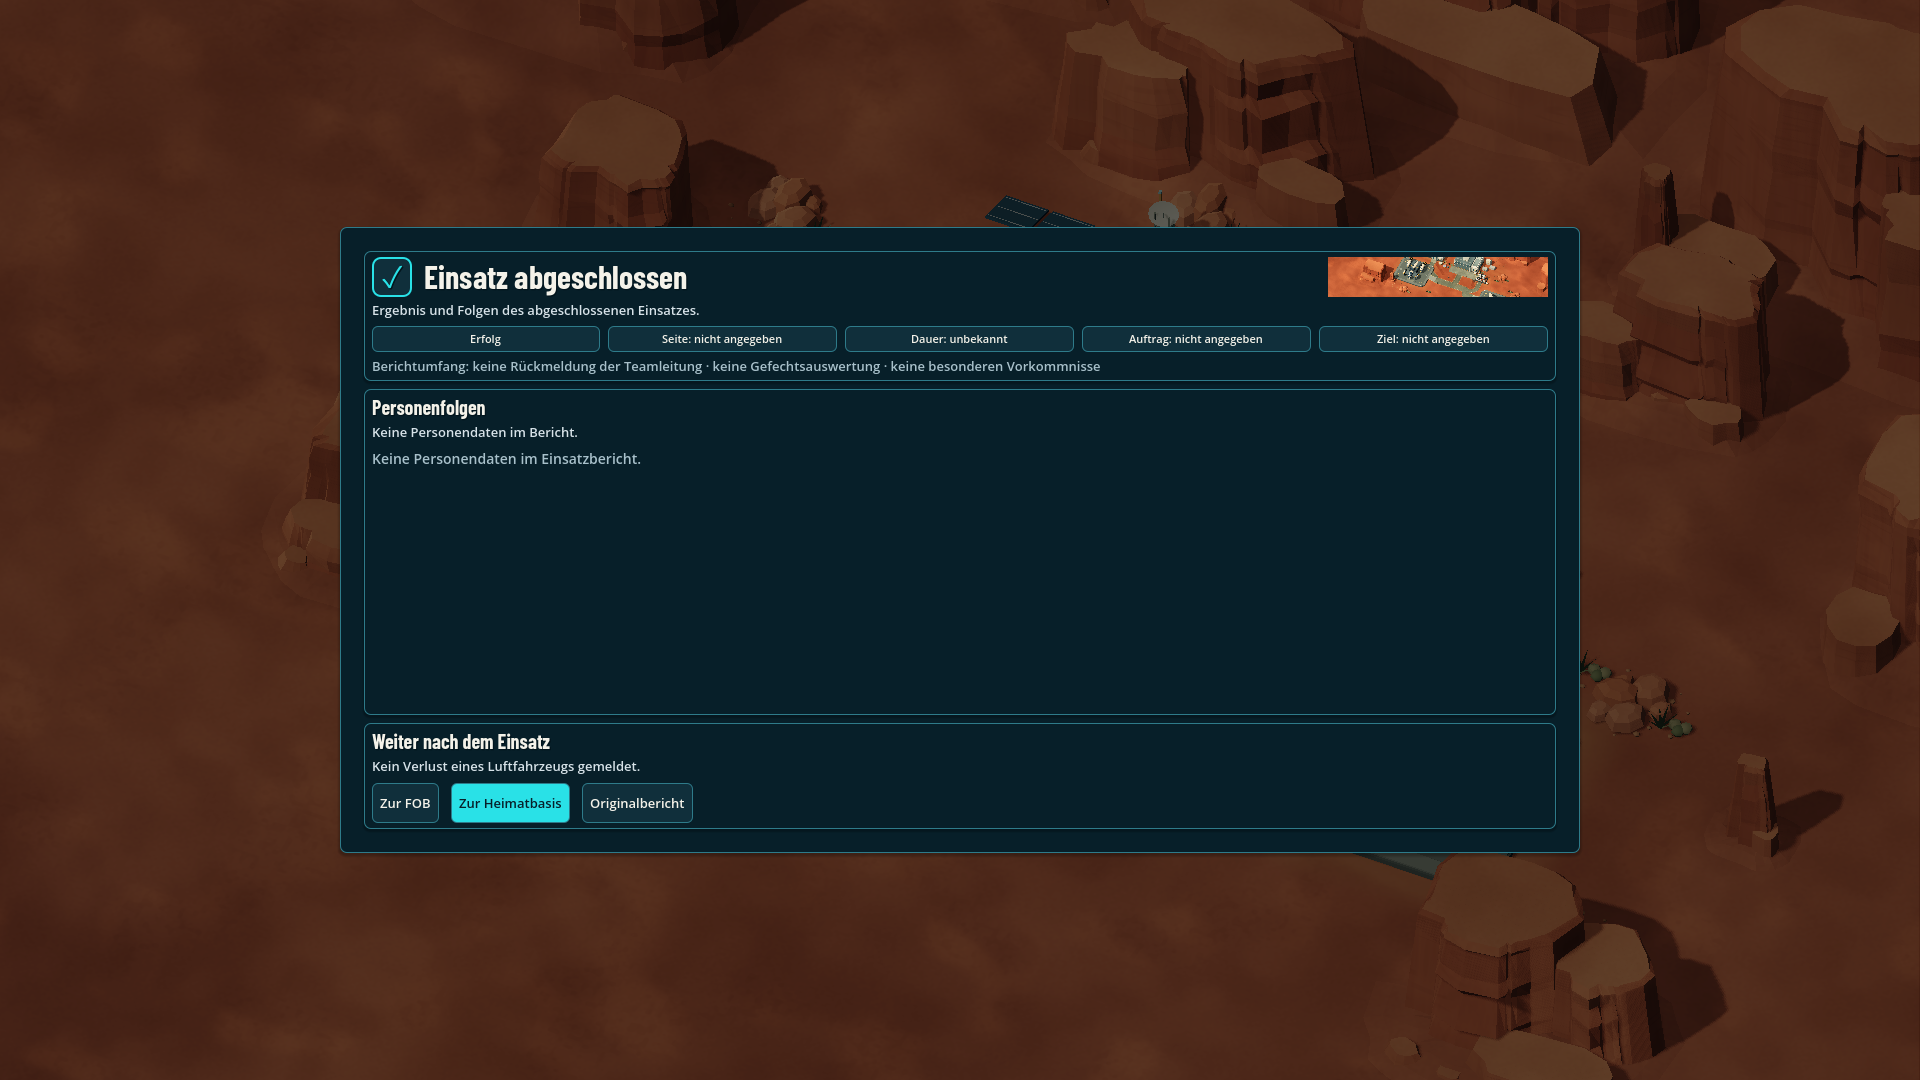 Einsatz abgeschlossen
Ergebnis und Folgen des abgeschlossenen Einsatzes.
Erfolg
Seite: nicht angegeben
Dauer: unbekannt
Auftrag: nicht angegeben
Ziel: nicht angegeben
Berichtumfang: keine Rückmeldung der Teamleitung · keine Gefechtsauswertung · keine besonderen Vorkommnisse
Personenfolgen
Keine Personendaten im Bericht.
Keine Personendaten im Einsatzbericht.
Weiter nach dem Einsatz
Kein Verlust eines Luftfahrzeugs gemeldet.
Zur FOB
Zur Heimatbasis
Originalbericht